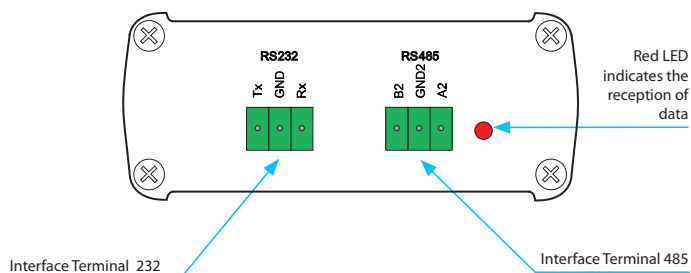 RS232
Tx
GND
Rx
RS485
B2
GND2
A2
Red LED
indicates the
reception of
data
Interface Terminal 232
Interface Terminal 485